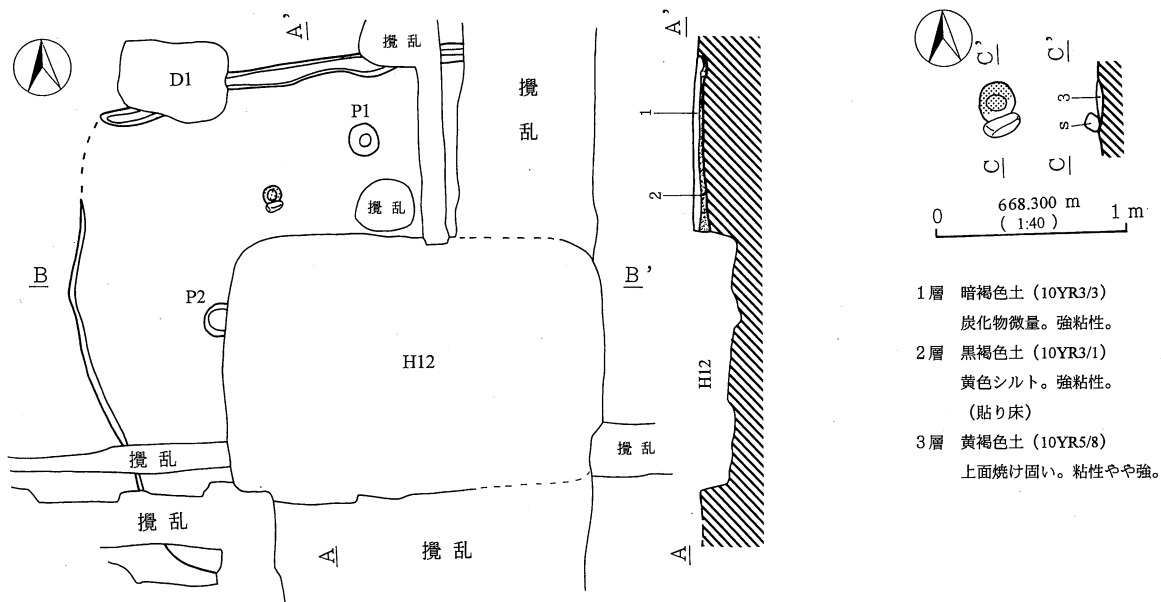 A'
攪乱
D1
P1
攪乱
攪乱
B
B'
P2
H12
攪乱
攪乱
攪乱
A
攪乱
A'
1
2
H12
A
C'
C'
3
s
C
C
668.300 m
0 (1:40) 1 m
1層 暗褐色土(10YR3/3)
炭化物微量。強粘性。
2層 黒褐色土(10YR3/1)
黄色シルト。強粘性。
(貼り床)
3層 黄褐色土(10YR5/8)
上面焼け固い。粘性やや強。